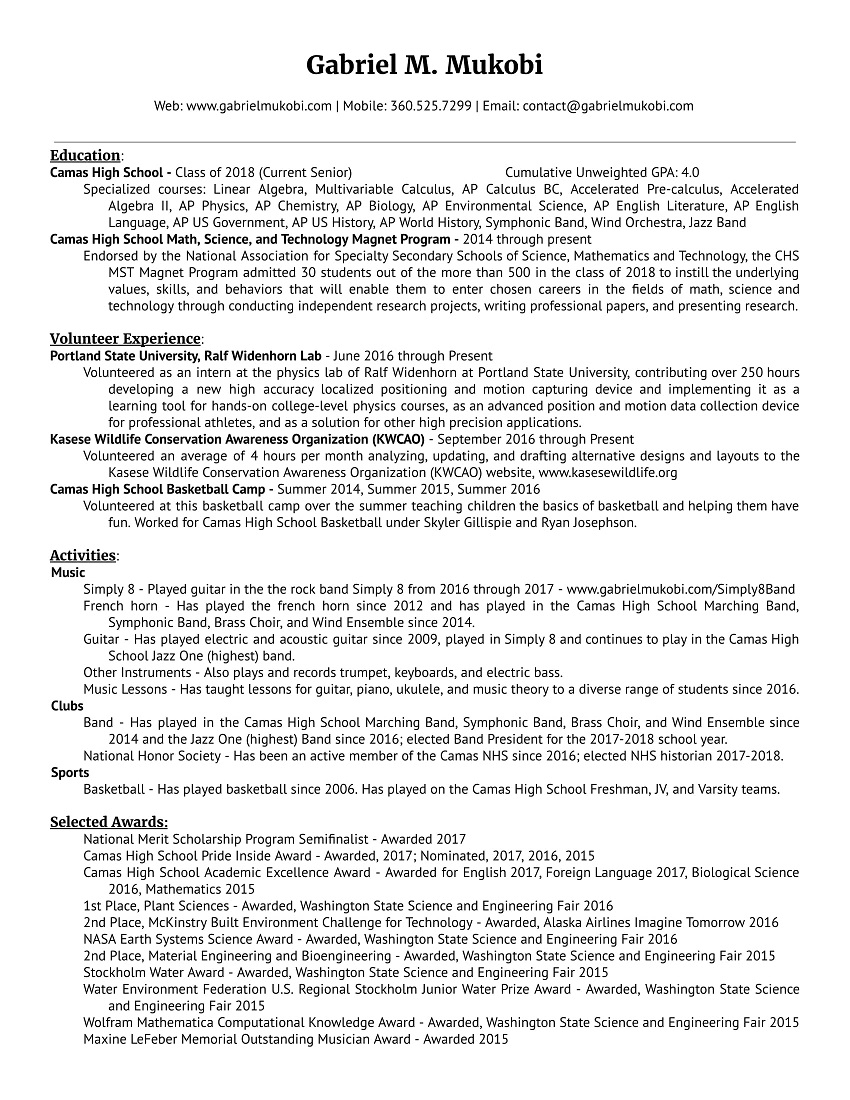 Gabriel M. Mukobi
Web: www.gabrielmukobi.com | Mobile: 360.525.7299 | Email: contact@gabrielmukobi.com
Education:
Camas High School - Class of 2018 (Current Senior) Cumulative Unweighted GPA: 4.0
Specialized courses: Linear Algebra, Multivariable Calculus, AP Calculus BC, Accelerated Pre-calculus, Accelerated
Algebra II, AP Physics, AP Chemistry, AP Biology, AP Environmental Science, AP English Literature, AP English
Language, AP US Government, AP US History, AP World History, Symphonic Band, Wind Orchestra, Jazz Band
Camas High School Math, Science, and Technology Magnet Program - 2014 through present
Endorsed by the National Association for Specialty Secondary Schools of Science, Mathematics and Technology, the CHS
MST Magnet Program admitted 30 students out of the more than 500 in the class of 2018 to instill the underlying
values, skills, and behaviors that will enable them to enter chosen careers in the fields of math, science and
technology through conducting independent research projects, writing professional papers, and presenting research.
Volunteer Experience:
Portland State University, Ralf Widenhorn Lab - June 2016 through Present
Volunteered as an intern at the physics lab of Ralf Widenhorn at Portland State University, contributing over 250 hours
developing a new high accuracy localized positioning and motion capturing device and implementing it as a
learning tool for hands-on college-level physics courses, as an advanced position and motion data collection device
for professional athletes, and as a solution for other high precision applications.
Kasese Wildlife Conservation Awareness Organization (KWCAO) - September 2016 through Present
Volunteered an average of 4 hours per month analyzing, updating, and drafting alternative designs and layouts to the
Kasese Wildlife Conservation Awareness Organization (KWCAO) website, www.kasesewildlife.org
Camas High School Basketball Camp - Summer 2014, Summer 2015, Summer 2016
Volunteered at this basketball camp over the summer teaching children the basics of basketball and helping them have
fun. Worked for Camas High School Basketball under Skyler Gillispie and Ryan Josephson.
Activities:
Music
Simply 8 - Played guitar in the the rock band Simply 8 from 2016 through 2017 - www.gabrielmukobi.com/Simply8Band
French horn - Has played the french horn since 2012 and has played in the Camas High School Marching Band,
Symphonic Band, Brass Choir, and Wind Ensemble since 2014.
Guitar - Has played electric and acoustic guitar since 2009, played in Simply 8 and continues to play in the Camas High
School Jazz One (highest) band.
Other Instruments - Also plays and records trumpet, keyboards, and electric bass.
Music Lessons - Has taught lessons for guitar, piano, ukulele, and music theory to a diverse range of students since 2016.
Clubs
Band - Has played in the Camas High School Marching Band, Symphonic Band, Brass Choir, and Wind Ensemble since
2014 and the Jazz One (highest) Band since 2016; elected Band President for the 2017-2018 school year.
National Honor Society - Has been an active member of the Camas NHS since 2016; elected NHS historian 2017-2018.
Sports
Basketball - Has played basketball since 2006. Has played on the Camas High School Freshman, JV, and Varsity teams.
Selected Awards:
National Merit Scholarship Program Semifinalist - Awarded 2017
Camas High School Pride Inside Award - Awarded, 2017; Nominated, 2017, 2016, 2015
Camas High School Academic Excellence Award - Awarded for English 2017, Foreign Language 2017, Biological Science
2016, Mathematics 2015
1st Place, Plant Sciences - Awarded, Washington State Science and Engineering Fair 2016
2nd Place, McKinstry Built Environment Challenge for Technology - Awarded, Alaska Airlines Imagine Tomorrow 2016
NASA Earth Systems Science Award - Awarded, Washington State Science and Engineering Fair 2016
2nd Place, Material Engineering and Bioengineering - Awarded, Washington State Science and Engineering Fair 2015
Stockholm Water Award - Awarded, Washington State Science and Engineering Fair 2015
Water Environment Federation U.S. Regional Stockholm Junior Water Prize Award - Awarded, Washington State Science
and Engineering Fair 2015
Wolfram Mathematica Computational Knowledge Award - Awarded, Washington State Science and Engineering Fair 2015
Maxine LeFeber Memorial Outstanding Musician Award - Awarded 2015